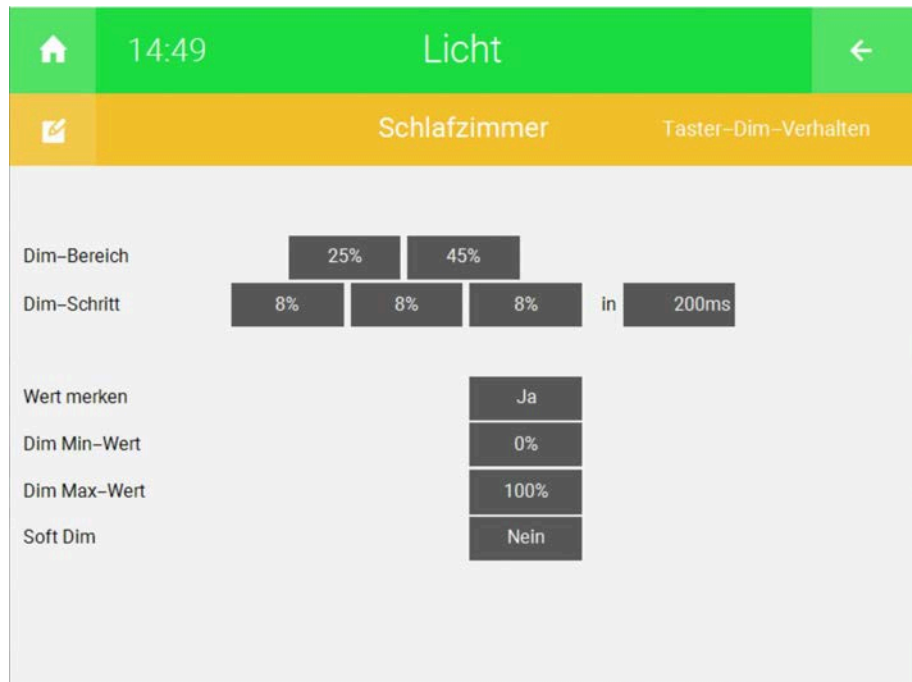 14:49 Licht
Schlafzimmer Taster-Dim-Verhalten
Dim-Bereich 25% 45%
Dim-Schritt 8% 8% 8% in 200ms
Wert merken Ja
Dim Min-Wert 0%
Dim Max-Wert 100%
Soft Dim Nein